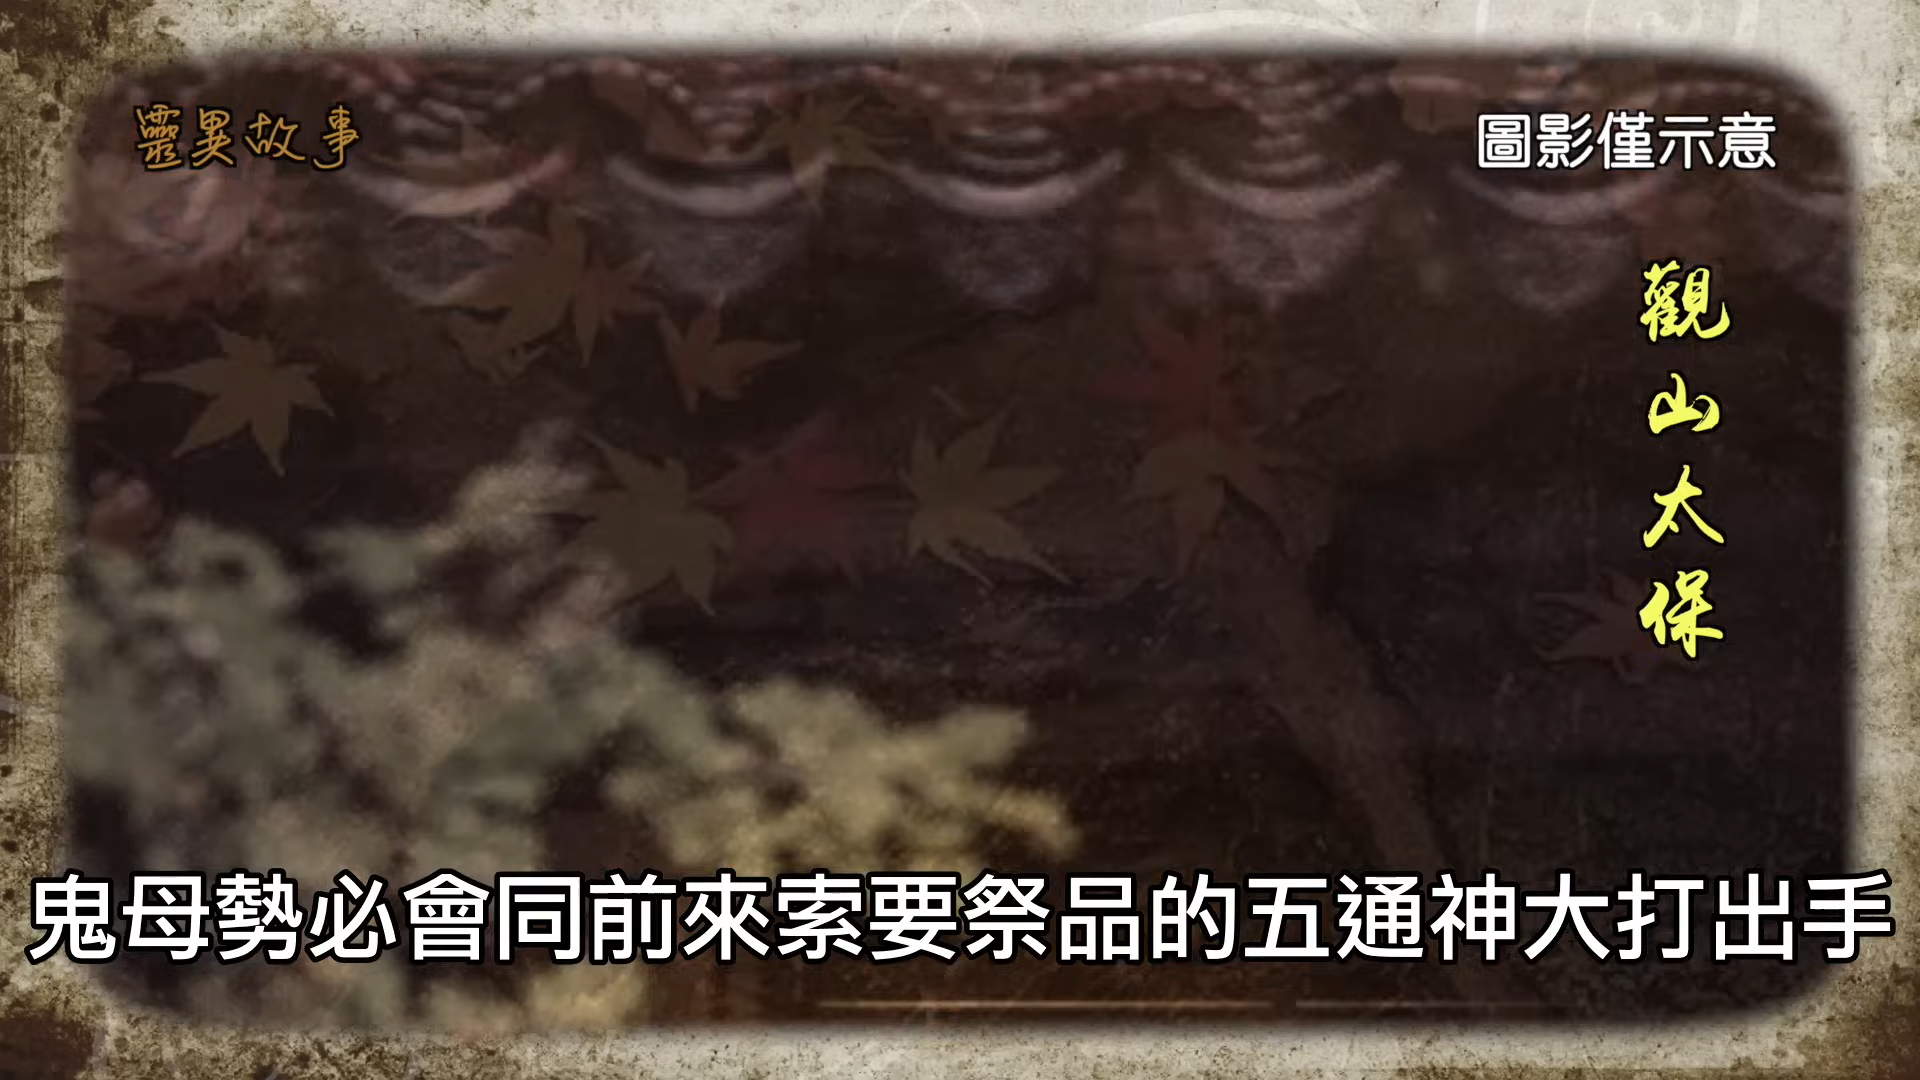 靈異故事
圖影僅示意
觀山太保
鬼母勢必會同前來索要祭品的五通神大打出手